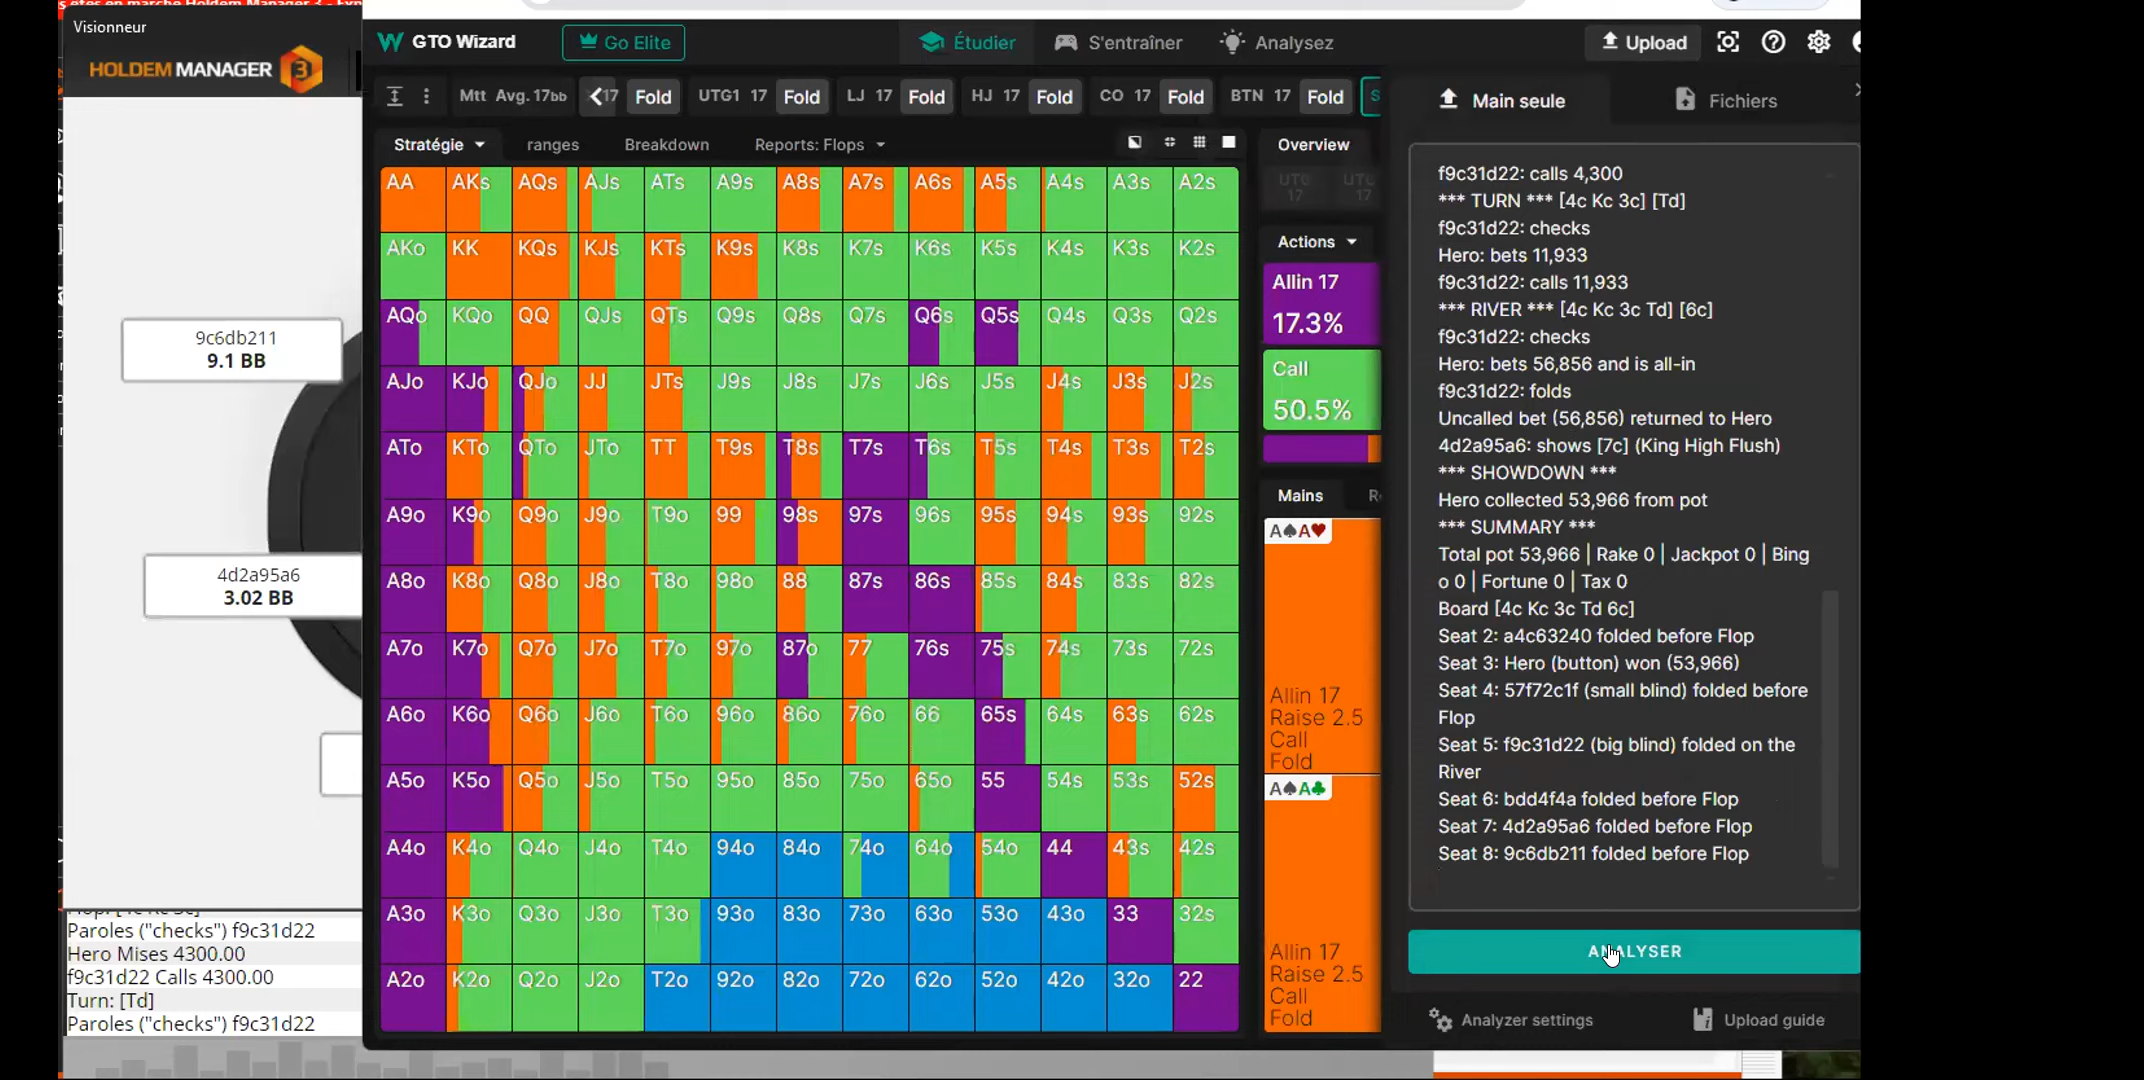 Visionneur
HOLDEM MANAGER 3
GTO Wizard
Go Elite
Étudier
S'entraîner
Analysez
Upload
Mtt Avg. 17bb
17 Fold
UTG1 17 Fold
LJ 17 Fold
HJ 17 Fold
CO 17 Fold
BTN 17 Fold
Stratégie
ranges
Breakdown
Reports: Flops
AA AKs AQs AJs ATs A9s A8s A7s A6s A5s A4s A3s A2s
AKo KK KQs KJs KTs K9s K8s K7s K6s K5s K4s K3s K2s
AQo KQo QQ QJs QTs Q9s Q8s Q7s Q6s Q5s Q4s Q3s Q2s
AJo KJo QJo JJ JTs J9s J8s J7s J6s J5s J4s J3s J2s
ATo KTo QTo JTo TT T9s T8s T7s T6s T5s T4s T3s T2s
A9o K9o Q9o J9o T9o 99 98s 97s 96s 95s 94s 93s 92s
A8o K8o Q8o J8o T8o 98o 88 87s 86s 85s 84s 83s 82s
A7o K7o Q7o J7o T7o 97o 87o 77 76s 75s 74s 73s 72s
A6o K6o Q6o J6o T6o 96o 86o 76o 66 65s 64s 63s 62s
A5o K5o Q5o J5o T5o 95o 85o 75o 65o 55 54s 53s 52s
A4o K4o Q4o J4o T4o 94o 84o 74o 64o 54o 44 43s 42s
A3o K3o Q3o J3o T3o 93o 83o 73o 63o 53o 43o 33 32s
A2o K2o Q2o J2o T2o 92o 82o 72o 62o 52o 42o 32o 22
Overview
UTG UTG
17 17
Actions
Allin 17
17.3%
Call
50.5%
Mains
A♠A♥
Allin 17
Raise 2.5
Call
Fold
A♠A♣
Allin 17
Raise 2.5
Call
Fold
Main seule
Fichiers
f9c31d22: calls 4,300
*** TURN *** [4c Kc 3c] [Td]
f9c31d22: checks
Hero: bets 11,933
f9c31d22: calls 11,933
*** RIVER *** [4c Kc 3c Td] [6c]
f9c31d22: checks
Hero: bets 56,856 and is all-in
f9c31d22: folds
Uncalled bet (56,856) returned to Hero
4d2a95a6: shows [7c] (King High Flush)
*** SHOWDOWN ***
Hero collected 53,966 from pot
*** SUMMARY ***
Total pot 53,966 | Rake 0 | Jackpot 0 | Bing
o 0 | Fortune 0 | Tax 0
Board [4c Kc 3c Td 6c]
Seat 2: a4c63240 folded before Flop
Seat 3: Hero (button) won (53,966)
Seat 4: 57f72c1f (small blind) folded before
Flop
Seat 5: f9c31d22 (big blind) folded on the
River
Seat 6: bdd4f4a folded before Flop
Seat 7: 4d2a95a6 folded before Flop
Seat 8: 9c6db211 folded before Flop
ANALYSER
Analyzer settings
Upload guide
9c6db211
9.1 BB
4d2a95a6
3.02 BB
Paroles ("checks") f9c31d22
Hero Mises 4300.00
f9c31d22 Calls 4300.00
Turn: [Td]
Paroles ("checks") f9c31d22